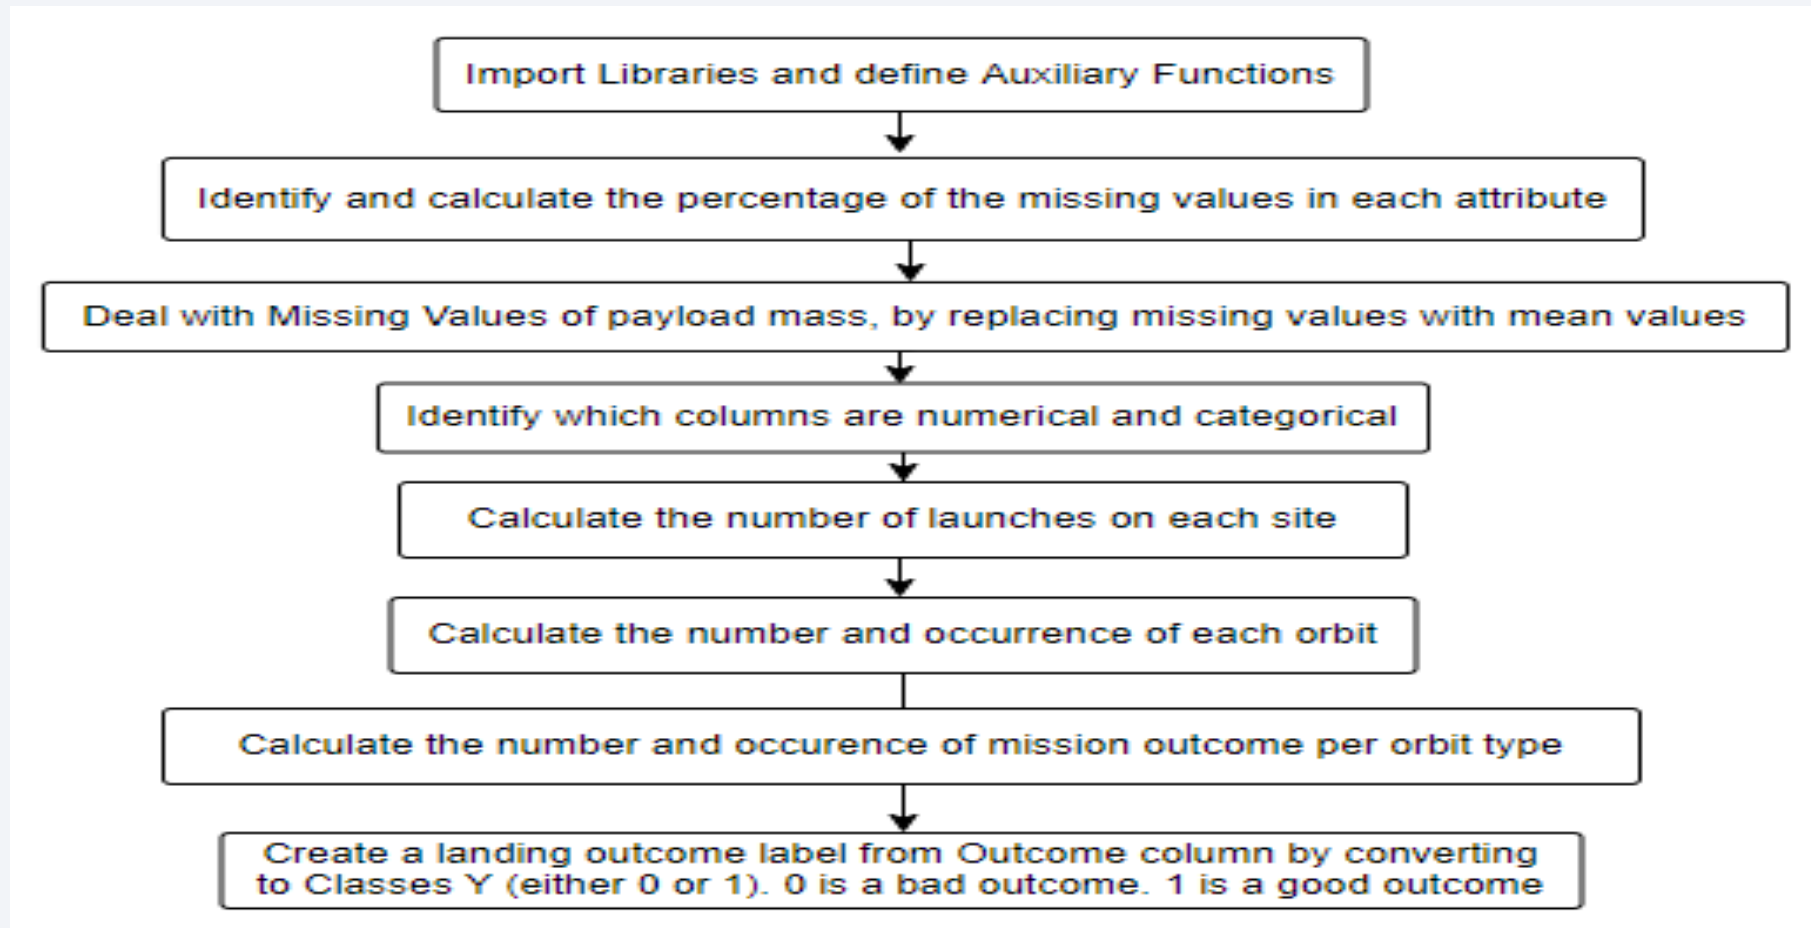 Import Libraries and define Auxiliary Functions
Identify and calculate the percentage of the missing values in each attribute
Deal with Missing Values of payload mass, by replacing missing values with mean values
Identify which columns are numerical and categorical
Calculate the number of launches on each site
Calculate the number and occurrence of each orbit
Calculate the number and occurence of mission outcome per orbit type
Create a landing outcome label from Outcome column by converting
to Classes Y (either 0 or 1). 0 is a bad outcome. 1 is a good outcome